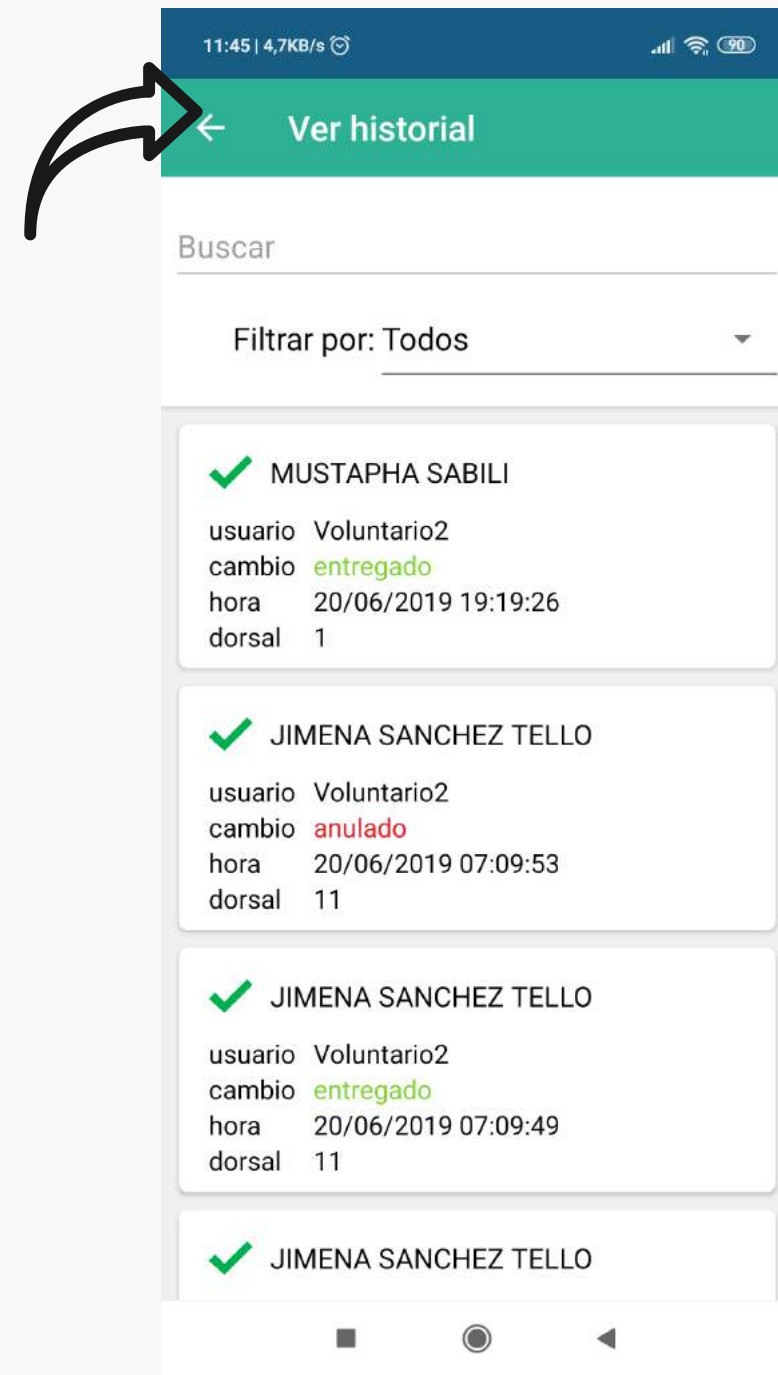 11:45 | 4,7KB/s 90
Ver historial
Buscar
Filtrar por: Todos
MUSTAPHA SABILI
usuario Voluntario2
cambio entregado
hora 20/06/2019 19:19:26
dorsal 1
JIMENA SANCHEZ TELLO
usuario Voluntario2
cambio anulado
hora 20/06/2019 07:09:53
dorsal 11
JIMENA SANCHEZ TELLO
usuario Voluntario2
cambio entregado
hora 20/06/2019 07:09:49
dorsal 11
JIMENA SANCHEZ TELLO